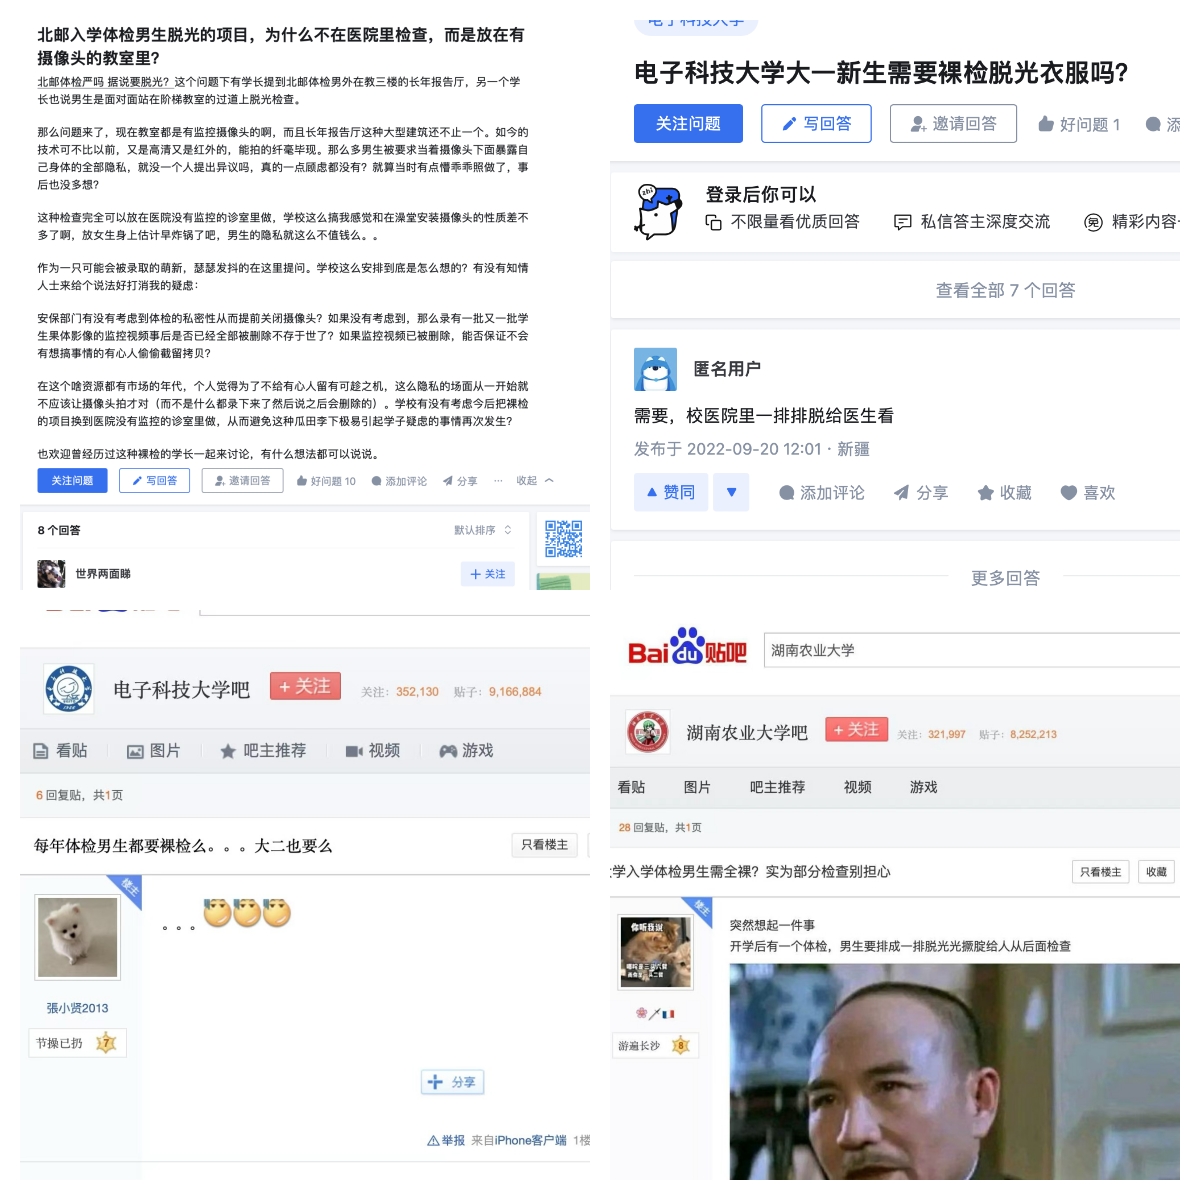 北邮入学体检男生脱光的项目，为什么不在医院里检查，而是放在有
摄像头的教室里？
北邮体检严吗 据说要脱光？这个问题下有学长提到北邮体检男外在教三楼的长年报告厅，另一个学
长也说男生是面对面站在阶梯教室的过道上脱光检查。
那么问题来了，现在教室都是有监控摄像头的啊，而且长年报告厅这种大型建筑还不止一个。如今的
技术可不比以前，又是高清又是红外的，能拍的纤毫毕现。那么多男生被要求当着摄像头下面暴露自
己身体的全部隐私，就没一个人提出异议吗，真的一点顾虑都没有？就算当时有点懵乖乖照做了，事
后也没多想？
这种检查完全可以放在医院没有监控的诊室里做，学校这么搞我感觉和在澡堂安装摄像头的性质差不
多了啊，放女生身上估计早炸锅了吧，男生的隐私就这么不值钱么。。
作为一只可能会被录取的萌新，瑟瑟发抖的在这里提问。学校这么安排到底是怎么想的？有没有知情
人士来给个说法好打消我的疑虑：
安保部门有没有考虑到体检的私密性从而提前关闭摄像头？如果没有考虑到，那么录有一批又一批学
生果体影像的监控视频事后是否已经全部被删除不存于世了？如果监控视频已被删除，能否保证不会
有想搞事情的有心人偷偷截留拷贝？
在这个啥资源都有市场的年代，个人觉得为了不给有心人留有可趁之机，这么隐私的场面从一开始就
不应该让摄像头拍才对（而不是什么都录下来了然后说之后会删除的）。学校有没有考虑今后把裸检
的项目换到医院没有监控的诊室里做，从而避免这种瓜田李下极易引起学子疑虑的事情再次发生？
也欢迎曾经历过这种裸检的学长一起来讨论，有什么想法都可以说说。
关注问题 写回答 邀请回答 好问题 10 添加评论 分享 ··· 收起
8 个回答 默认排序
世界两面睇 + 关注
电子科技大学
电子科技大学大一新生需要裸检脱光衣服吗？
关注问题 写回答 邀请回答 好问题 1 添
zhi
登录后你可以
不限量看优质回答 私信答主深度交流 免 精彩内容一
查看全部 7 个回答
匿名用户
需要，校医院里一排排脱给医生看
发布于 2022-09-20 12:01 · 新疆
赞同 添加评论 分享 收藏 喜欢
更多回答
电子科技大学吧 + 关注 关注：352,130 贴子：9,166,884
看贴 图片 吧主推荐 视频 游戏
6 回复贴，共1页
每年体检男生都要裸检么。。。大二也要么 只看楼主
楼主
。。。
張小贤2013
节操已扔 7
分享
举报 来自iPhone客户端 1楼
Bai du 贴吧 湖南农业大学
湖南农业大学吧 + 关注 关注：321,997 贴子：8,252,213
看贴 图片 吧主推荐 视频 游戏
28 回复贴，共1页
学入学体检男生需全裸？实为部分检查别担心 只看楼主 收藏
楼主
你听我说
突然想起一件事
开学后有一个体检，男生要排成一排脱光光撅腚给人从后面检查
游遍长沙 8